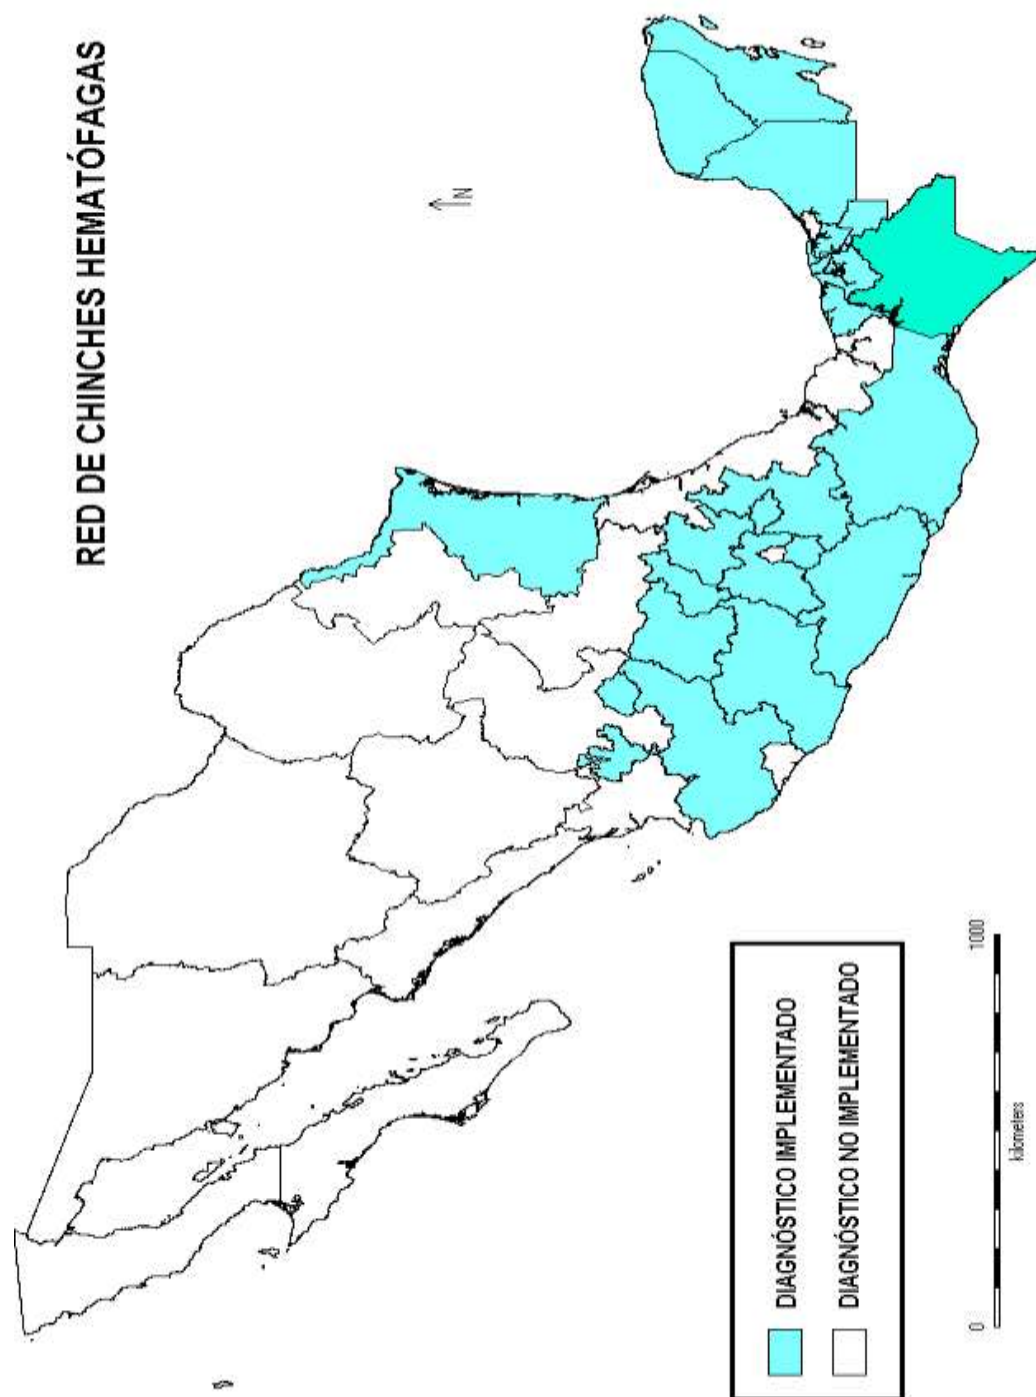 RED DE CHINCHES HEMATÓFAGAS
N
DIAGNÓSTICO IMPLEMENTADO
DIAGNÓSTICO NO IMPLEMENTADO
0 1000
kilometers